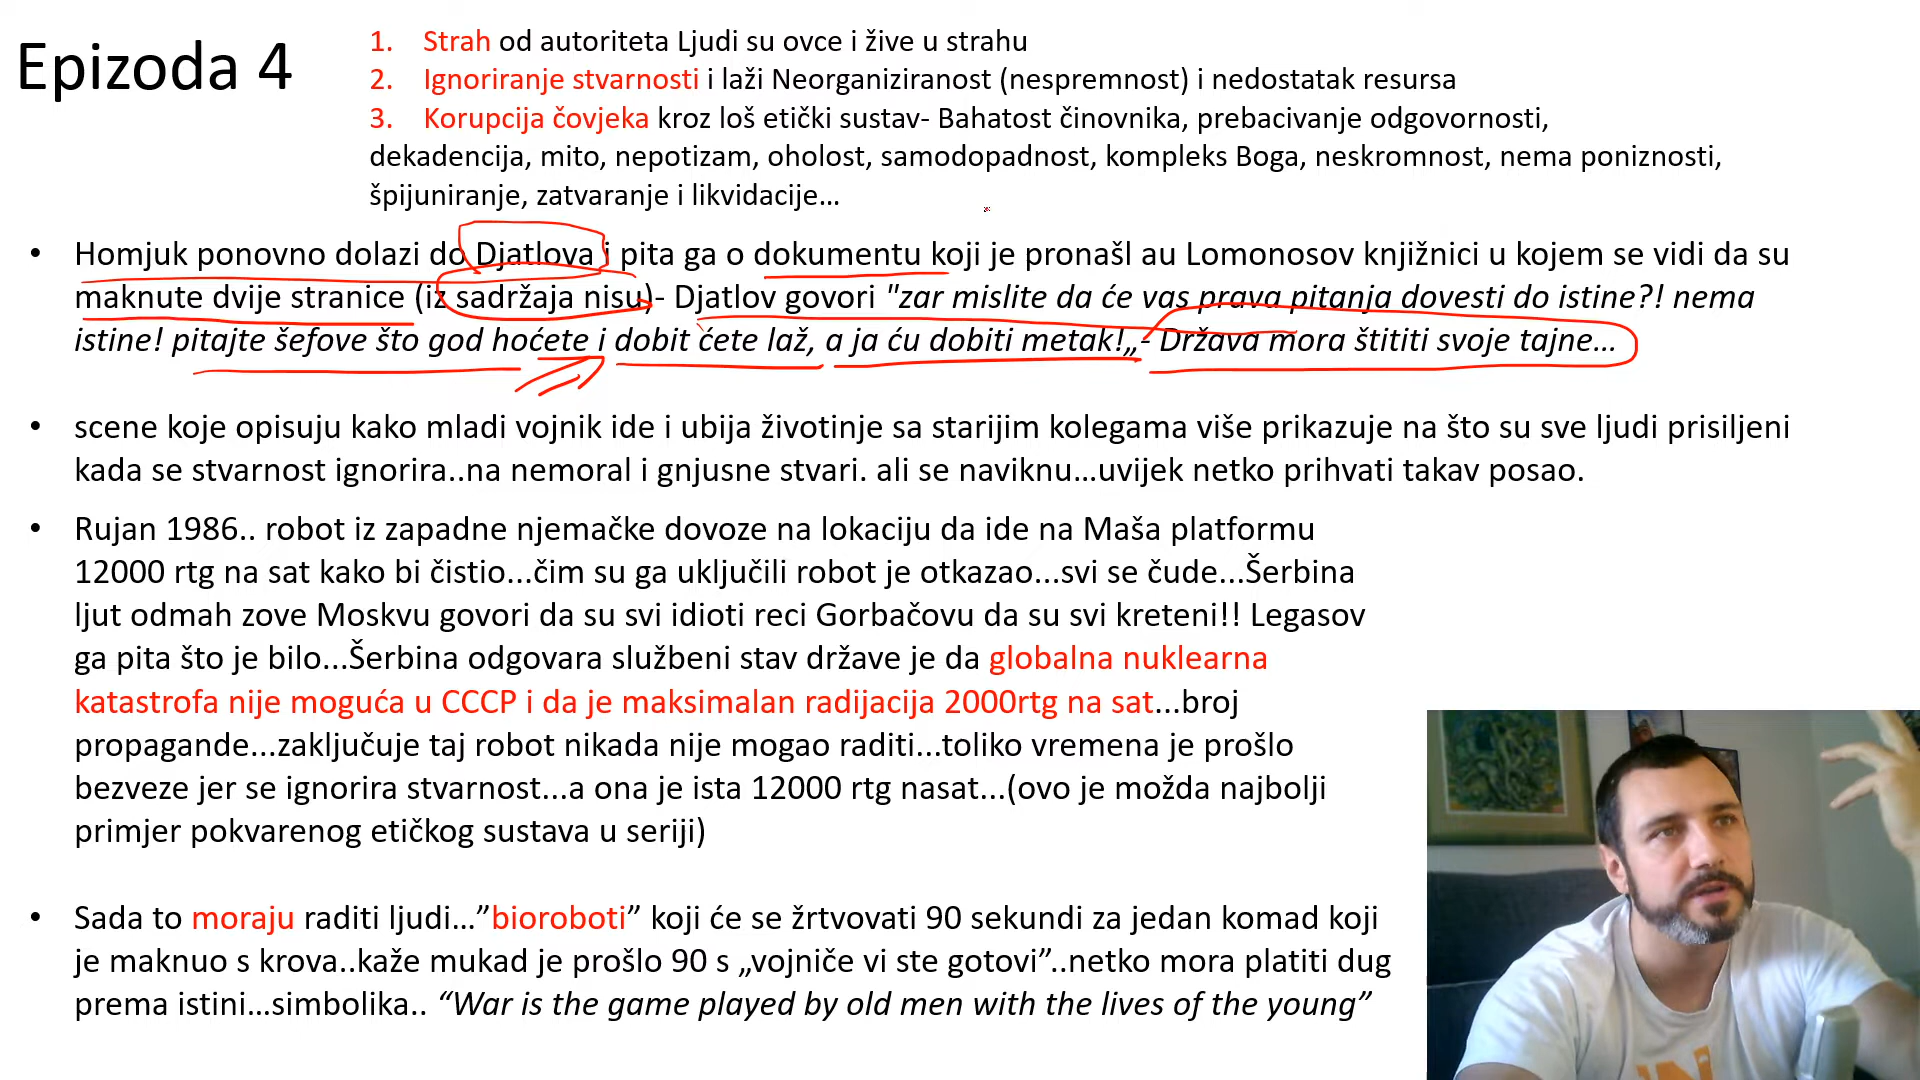 Epizoda 4
1. Strah od autoriteta Ljudi su ovce i žive u strahu
2. Ignoriranje stvarnosti i laži Neorganiziranost (nespremnost) i nedostatak resursa
3. Korupcija čovjeka kroz loš etički sustav- Bahatost činovnika, prebacivanje odgovornosti,
dekadencija, mito, nepotizam, oholost, samodopadnost, kompleks Boga, neskromnost, nema poniznosti,
špijuniranje, zatvaranje i likvidacije...
• Homjuk ponovno dolazi do Djatlova i pita ga o dokumentu koji je pronašl au Lomonosov knjižnici u kojem se vidi da su
maknute dvije stranice (iz sadržaja nisu)- Djatlov govori "zar mislite da će vas prava pitanja dovesti do istine?! nema
istine! pitajte šefove što god hoćete i dobit ćete laž, a ja ću dobiti metak!„- Država mora štititi svoje tajne...
• scene koje opisuju kako mladi vojnik ide i ubija životinje sa starijim kolegama više prikazuje na što su sve ljudi prisiljeni
kada se stvarnost ignorira..na nemoral i gnjusne stvari. ali se naviknu...uvijek netko prihvati takav posao.
• Rujan 1986.. robot iz zapadne njemačke dovoze na lokaciju da ide na Maša platformu
12000 rtg na sat kako bi čistio...čim su ga uključili robot je otkazao...svi se čude...Šerbina
ljut odmah zove Moskvu govori da su svi idioti reci Gorbačovu da su svi kreteni!! Legasov
ga pita što je bilo...Šerbina odgovara službeni stav države je da globalna nuklearna
katastrofa nije moguća u CCCP i da je maksimalan radijacija 2000rtg na sat...broj
propagande...zaključuje taj robot nikada nije mogao raditi...toliko vremena je prošlo
bezveze jer se ignorira stvarnost...a ona je ista 12000 rtg nasat...(ovo je možda najbolji
primjer pokvarenog etičkog sustava u seriji)
• Sada to moraju raditi ljudi...”bioroboti” koji će se žrtvovati 90 sekundi za jedan komad koji
je maknuo s krova..kaže mukad je prošlo 90 s „vojniče vi ste gotovi”..netko mora platiti dug
prema istini...simbolika.. “War is the game played by old men with the lives of the young”